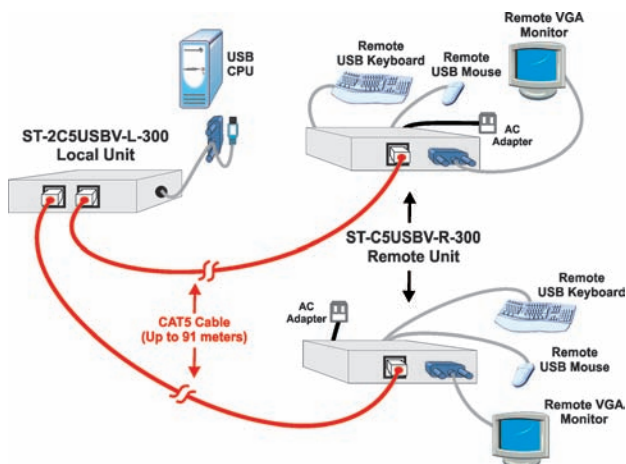 USB
CPU
ST-2C5USBV-L-300
Local Unit
Remote
USB Keyboard
Remote
USB Mouse
Remote VGA
Monitor
AC
Adapter
ST-C5USBV-R-300
Remote Unit
CAT5 Cable
(Up to 91 meters)
AC
Adapter
Remote
USB
Keyboard
Remote
USB Mouse
Remote VGA
Monitor